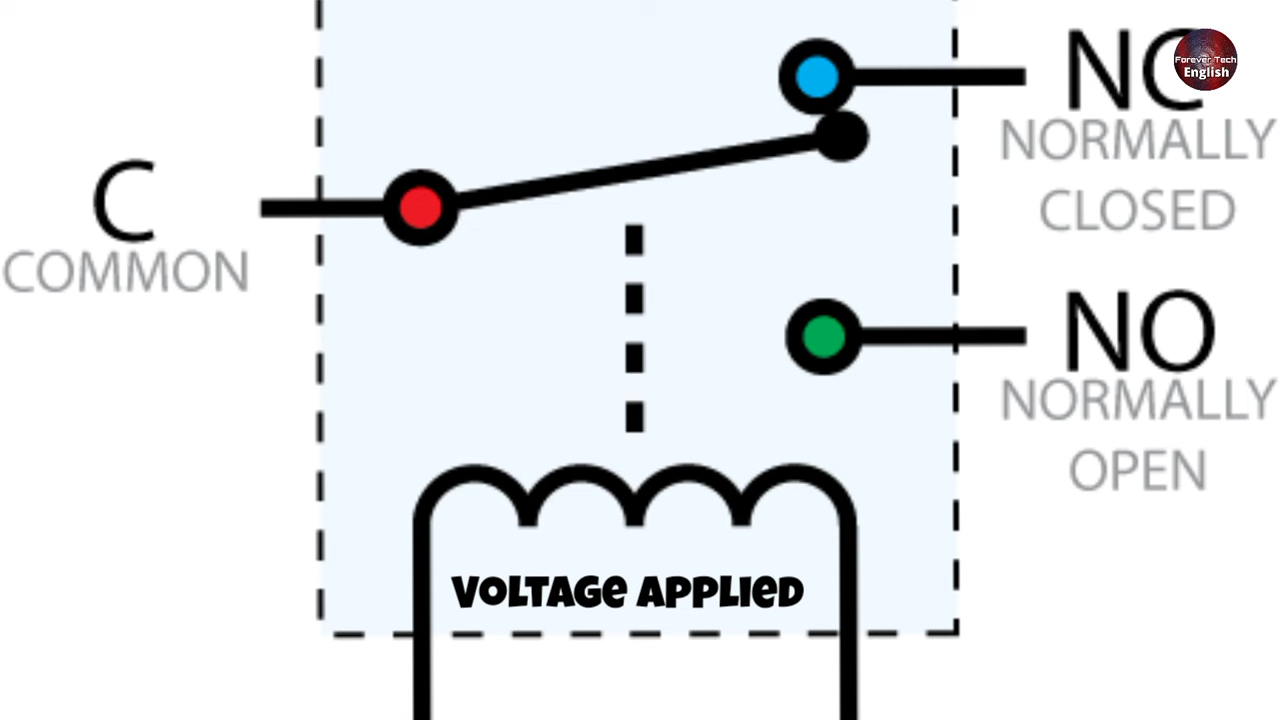 Forever Tech
English
NC
NORMALLY
CLOSED
C
COMMON
NO
NORMALLY
OPEN
VOLTAGE APPLIED